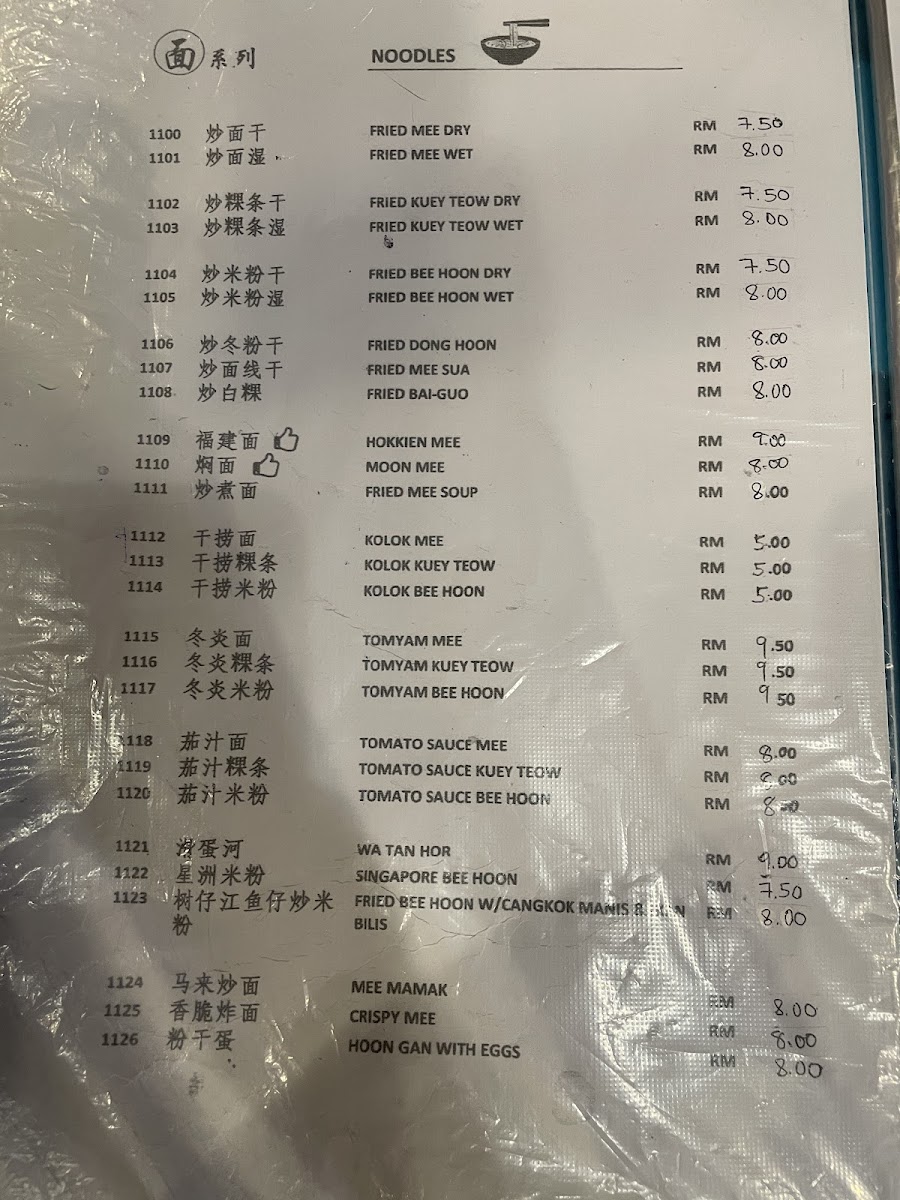 面 系列 NOODLES
1100 炒面干 FRIED MEE DRY RM 7.50
1101 炒面湿 FRIED MEE WET RM 8.00
1102 炒粿条干 FRIED KUEY TEOW DRY RM 7.50
1103 炒粿条湿 FRIED KUEY TEOW WET RM 8.00
1104 炒米粉干 FRIED BEE HOON DRY RM 7.50
1105 炒米粉湿 FRIED BEE HOON WET RM 8.00
1106 炒冬粉干 FRIED DONG HOON RM 8.00
1107 炒面线干 FRIED MEE SUA RM 8.00
1108 炒白粿 FRIED BAI-GUO RM 8.00
1109 福建面 HOKKIEN MEE RM 9.00
1110 焖面 MOON MEE RM 8.00
1111 炒煮面 FRIED MEE SOUP RM 8.00
1112 干捞面 KOLOK MEE RM 5.00
1113 干捞粿条 KOLOK KUEY TEOW RM 5.00
1114 干捞米粉 KOLOK BEE HOON RM 5.00
1115 冬炎面 TOMYAM MEE RM 9.50
1116 冬炎粿条 TOMYAM KUEY TEOW RM 9.50
1117 冬炎米粉 TOMYAM BEE HOON RM 9 50
1118 茄汁面 TOMATO SAUCE MEE RM 8.00
1119 茄汁粿条 TOMATO SAUCE KUEY TEOW RM 8.00
1120 茄汁米粉 TOMATO SAUCE BEE HOON RM 8.00
1121 滑蛋河 WA TAN HOR RM 9.00
1122 星洲米粉 SINGAPORE BEE HOON RM 7.50
1123 树仔江鱼仔炒米 FRIED BEE HOON W/CANGKOK MANIS & RM 8.00
粉 BILIS
1124 马来炒面 MEE MAMAK RM 8.00
1125 香脆炸面 CRISPY MEE RM 8.00
1126 粉干蛋 HOON GAN WITH EGGS RM 8.00